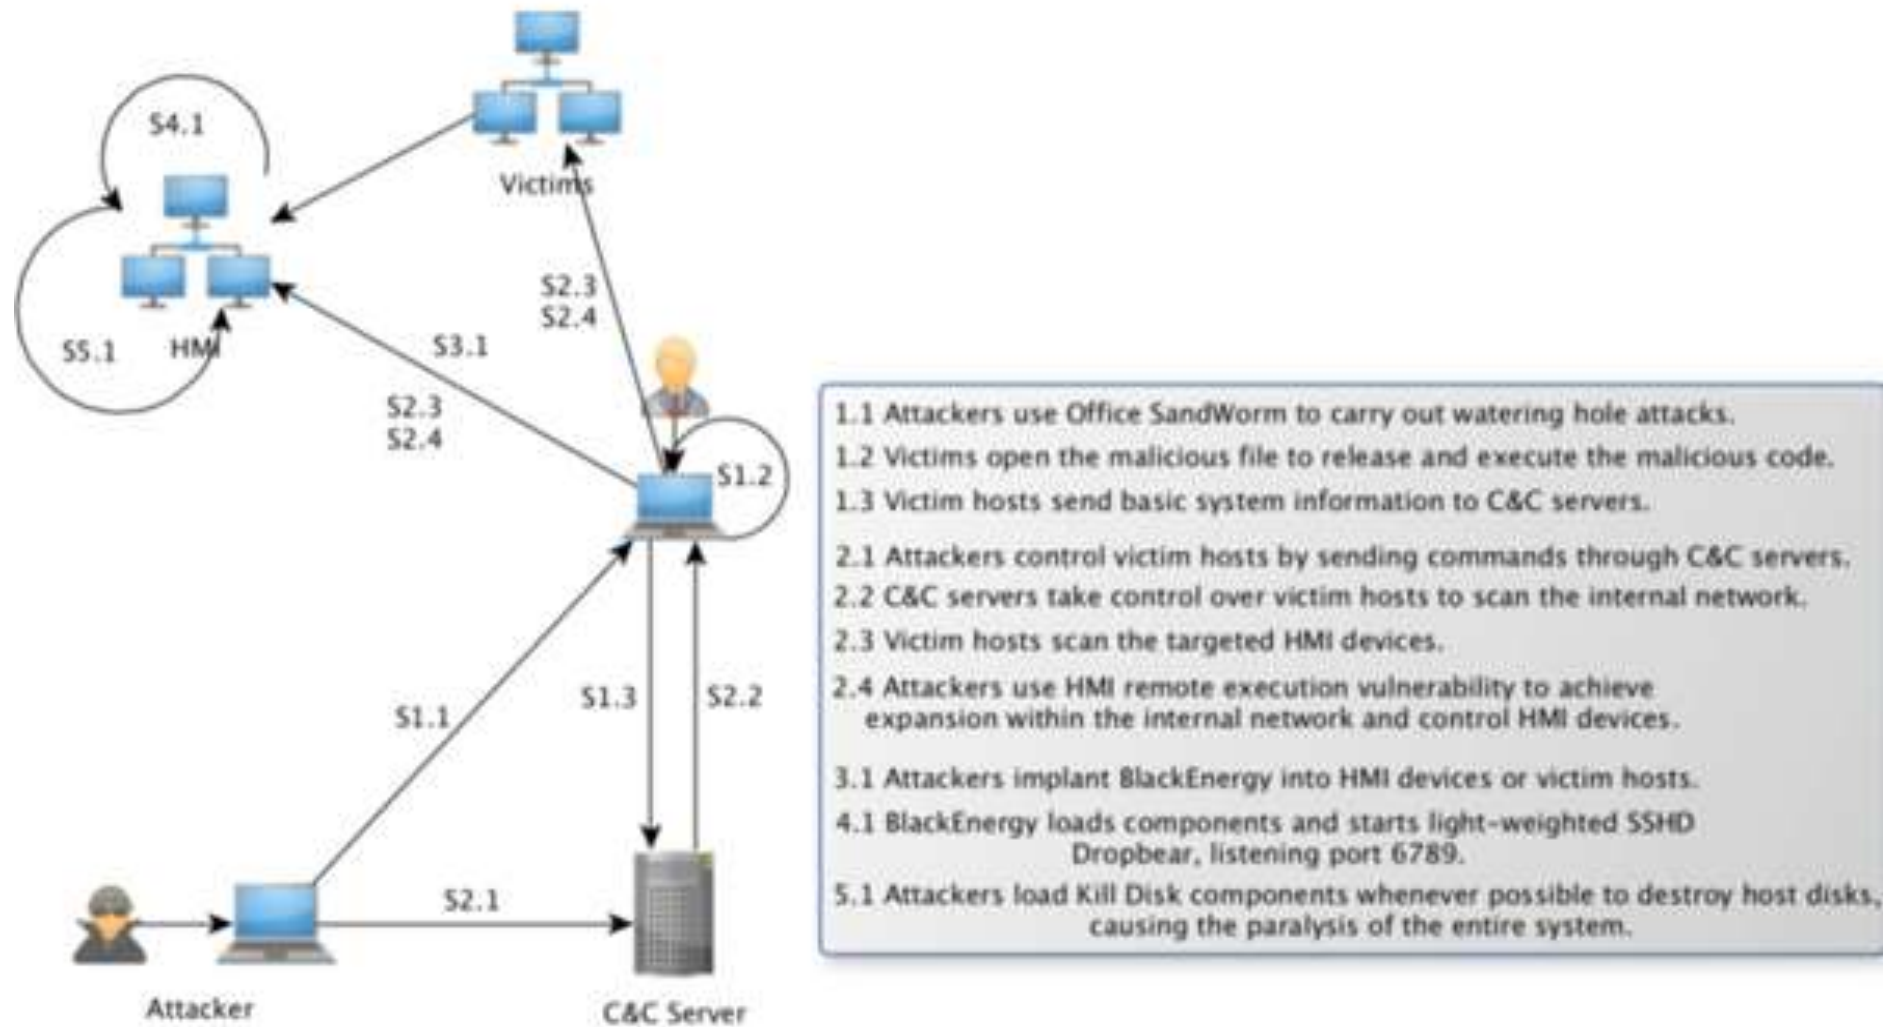 S4.1
Victims
S2.3
S2.4
S5.1
HMI
S3.1
S2.3
S2.4
S1.2
S1.1
S1.3
S2.2
S2.1
Attacker
C&C Server
1.1 Attackers use Office SandWorm to carry out watering hole attacks.
1.2 Victims open the malicious file to release and execute the malicious code.
1.3 Victim hosts send basic system information to C&C servers.
2.1 Attackers control victim hosts by sending commands through C&C servers.
2.2 C&C servers take control over victim hosts to scan the internal network.
2.3 Victim hosts scan the targeted HMI devices.
2.4 Attackers use HMI remote execution vulnerability to achieve
expansion within the internal network and control HMI devices.
3.1 Attackers implant BlackEnergy into HMI devices or victim hosts.
4.1 BlackEnergy loads components and starts light-weighted SSHD
Dropbear, listening port 6789.
5.1 Attackers load Kill Disk components whenever possible to destroy host disks,
causing the paralysis of the entire system.